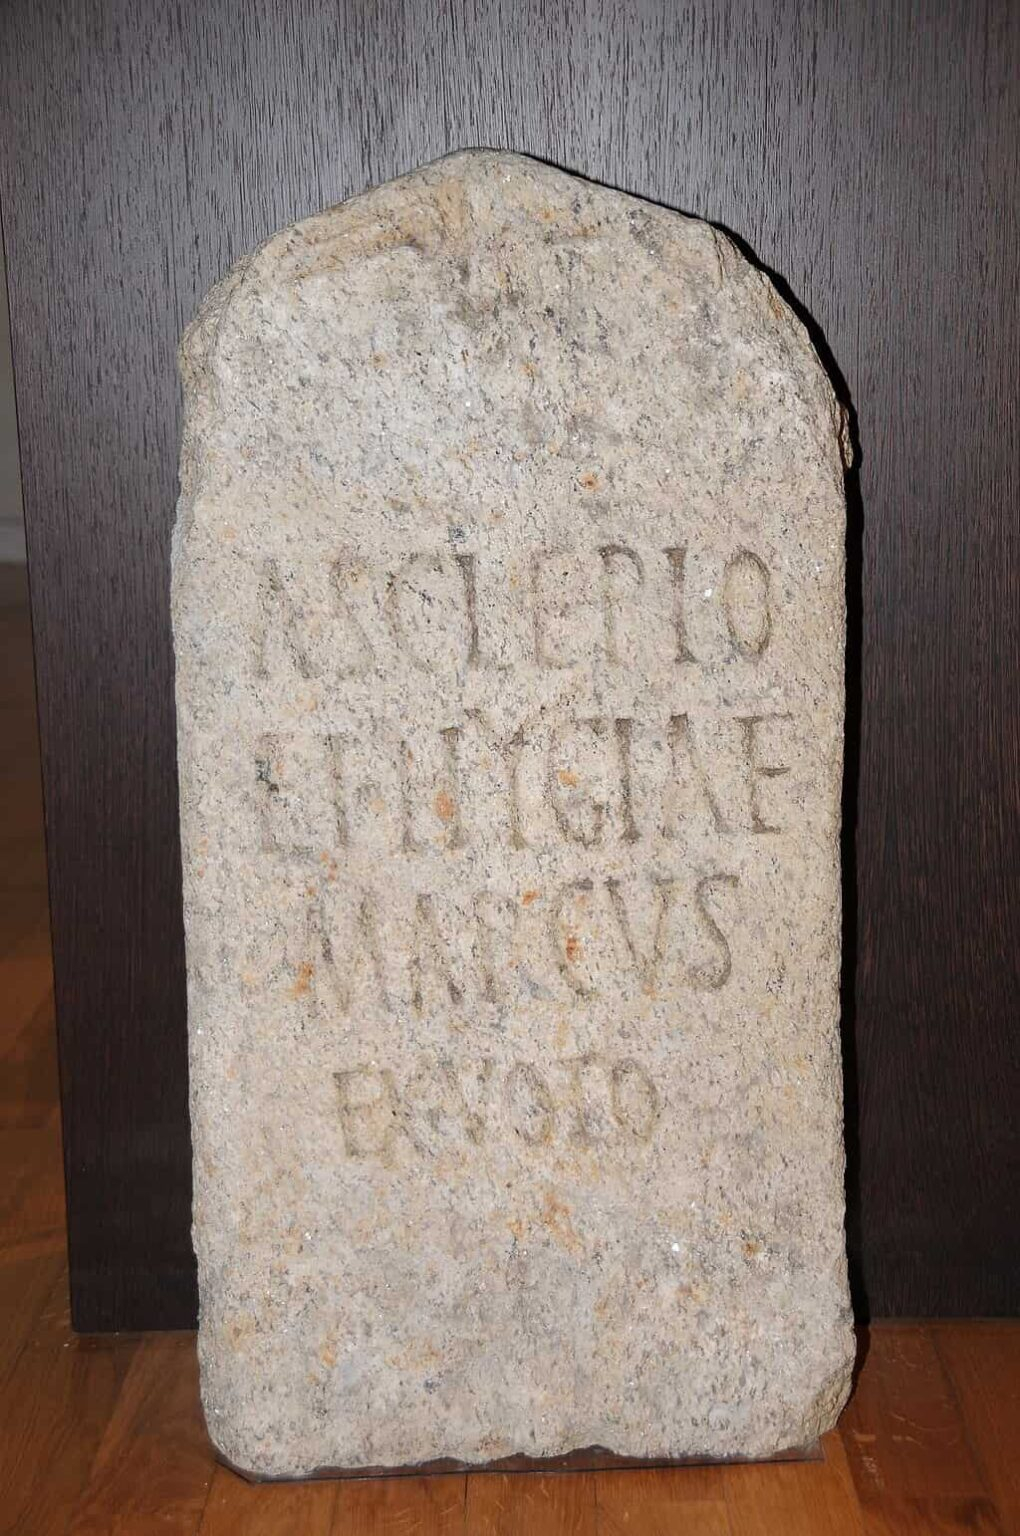 ASCLEPIO
ET HYGIAE
MARCVS
EX VOTO